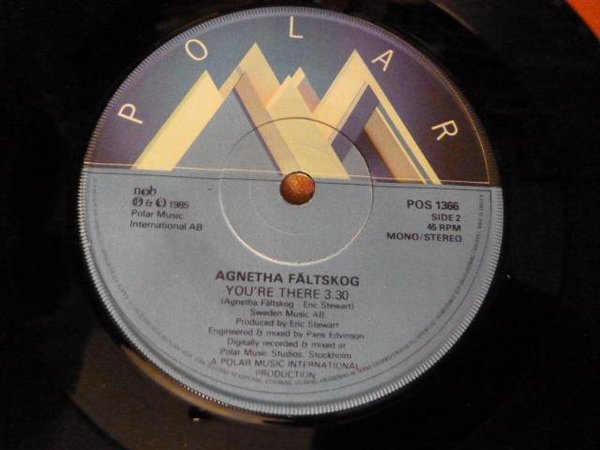 POLAR
ncb
Ⓟ & © 1985
Polar Music
International AB
POS 1366
SIDE 2
45 RPM
MONO/STEREO
AGNETHA FÄLTSKOG
YOU'RE THERE 3.30
(Agnetha Fältskog Eric Stewart)
Sweden Music AB
Produced by Eric Stewart
Engineered & mixed by Paris Edvinson
Digitally recorded & mixed at
Polar Music Studios, Stockholm
A POLAR MUSIC INTERNATIONAL
PRODUCTION